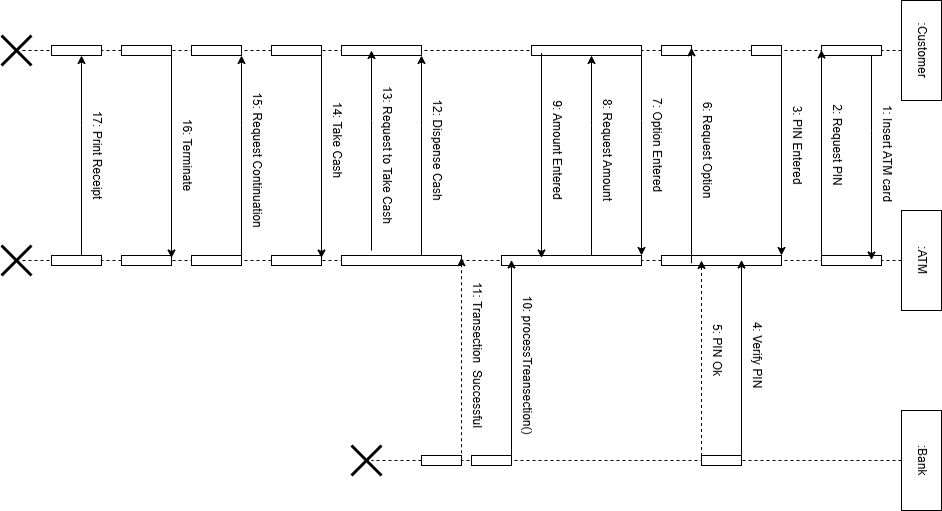 :Customer
:ATM
:Bank
1: Insert ATM card
2: Request PIN
3: PIN Entered
4: Verify PIN
5: PIN Ok
6: Request Option
7: Option Entered
8: Request Amount
9: Amount Entered
10: processTreansection()
11: Transection Successful
12: Dispense Cash
13: Request to Take Cash
14: Take Cash
15: Request Continuation
16: Terminate
17: Print Receipt